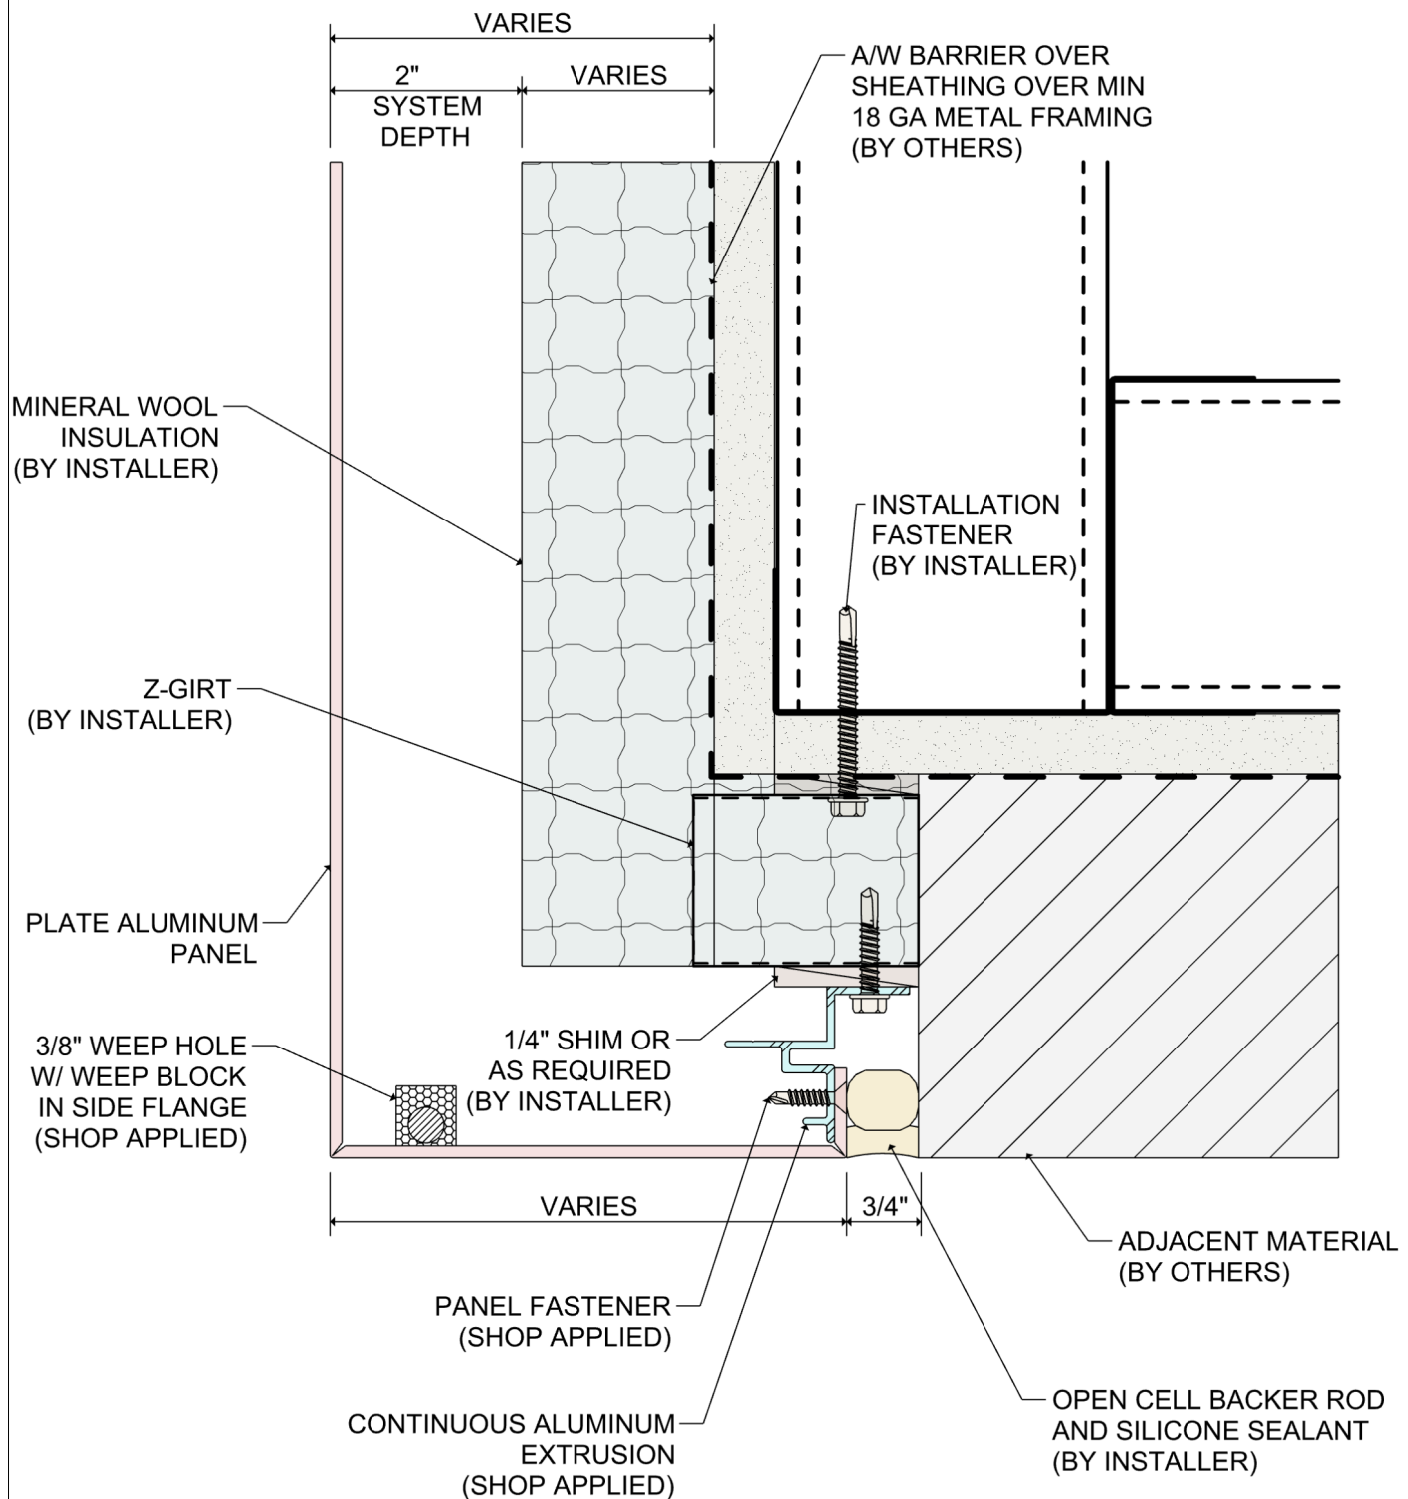 VARIES
2"
SYSTEM
DEPTH
VARIES
A/W BARRIER OVER
SHEATHING OVER MIN
18 GA METAL FRAMING
(BY OTHERS)
MINERAL WOOL
INSULATION
(BY INSTALLER)
INSTALLATION
FASTENER
(BY INSTALLER)
Z-GIRT
(BY INSTALLER)
PLATE ALUMINUM
PANEL
3/8" WEEP HOLE
W/ WEEP BLOCK
IN SIDE FLANGE
(SHOP APPLIED)
1/4" SHIM OR
AS REQUIRED
(BY INSTALLER)
VARIES
3/4"
ADJACENT MATERIAL
(BY OTHERS)
PANEL FASTENER
(SHOP APPLIED)
OPEN CELL BACKER ROD
AND SILICONE SEALANT
(BY INSTALLER)
CONTINUOUS ALUMINUM
EXTRUSION
(SHOP APPLIED)